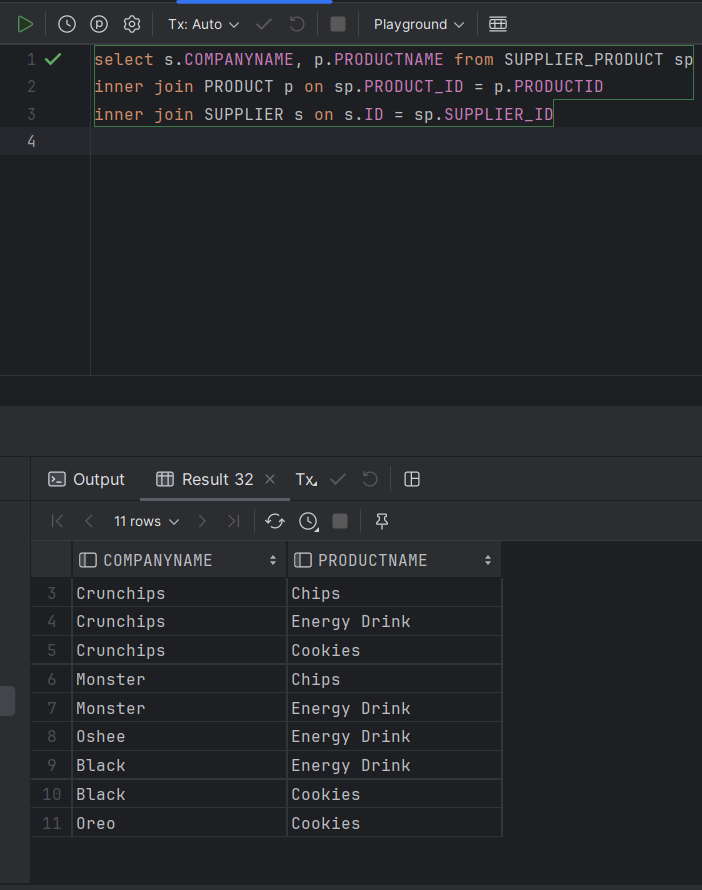 Tx: Auto
Playground
1 select s.COMPANYNAME, p.PRODUCTNAME from SUPPLIER_PRODUCT sp
2 inner join PRODUCT p on sp.PRODUCT_ID = p.PRODUCTID
3 inner join SUPPLIER s on s.ID = sp.SUPPLIER_ID
4
Output Result 32 Tx
11 rows
COMPANYNAME PRODUCTNAME
3 Crunchips Chips
4 Crunchips Energy Drink
5 Crunchips Cookies
6 Monster Chips
7 Monster Energy Drink
8 Oshee Energy Drink
9 Black Energy Drink
10 Black Cookies
11 Oreo Cookies